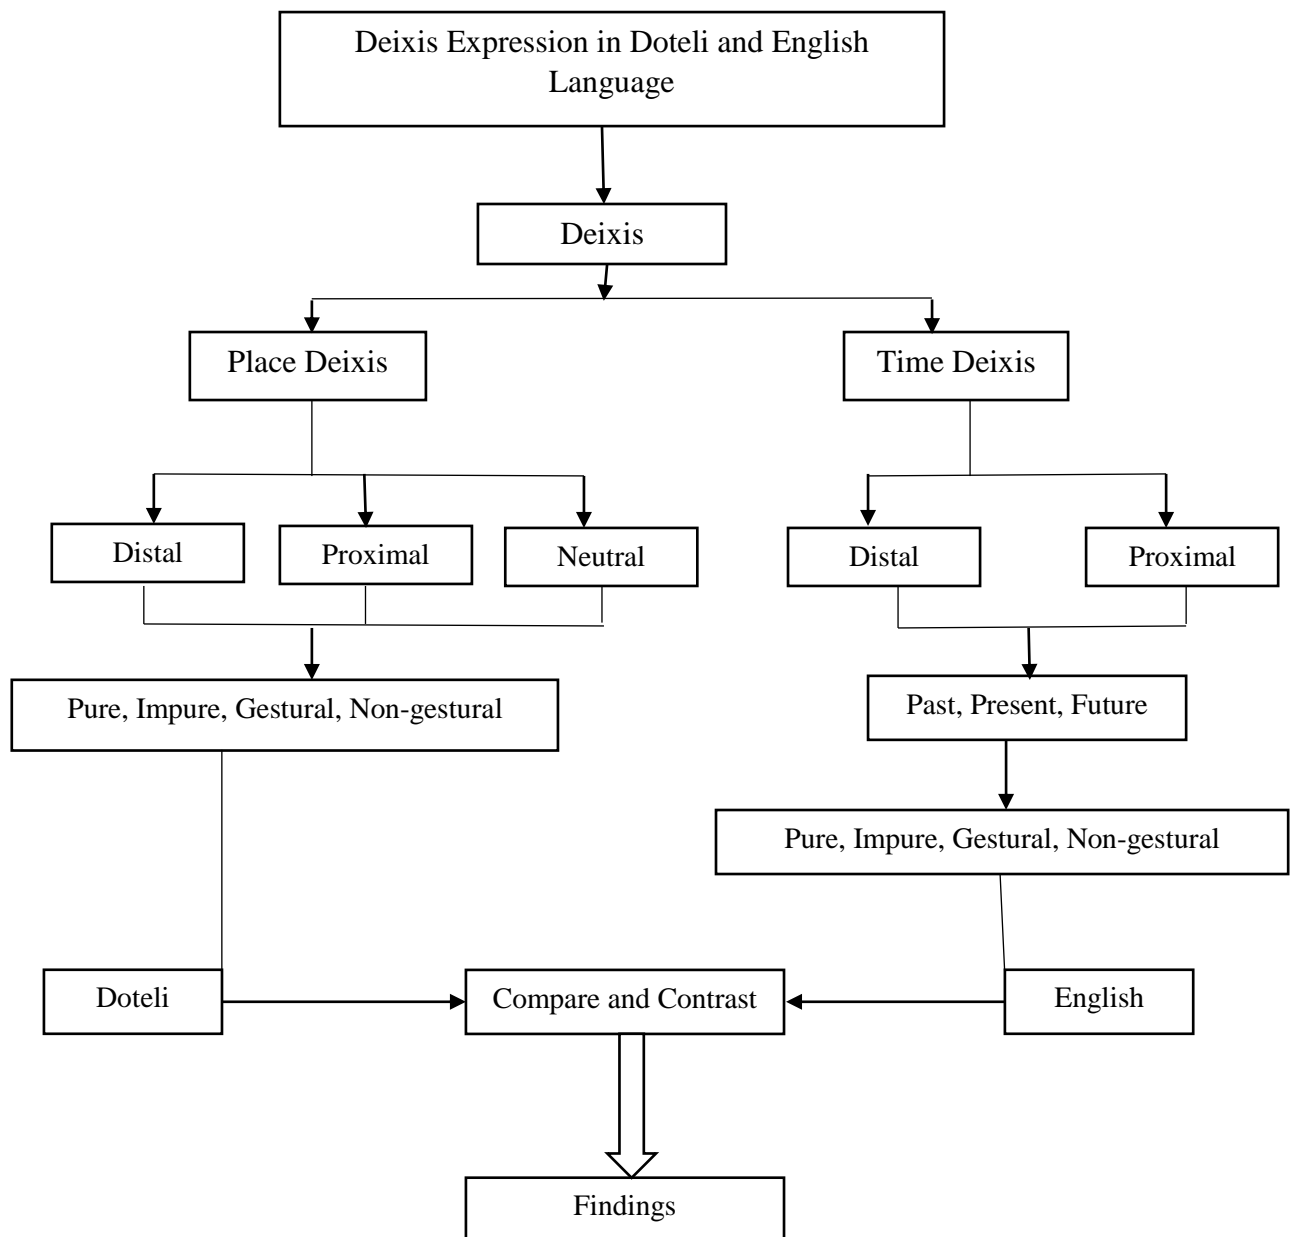 Deixis Expression in Doteli and English
Language
Deixis
Place Deixis
Time Deixis
Distal
Proximal
Neutral
Distal
Proximal
Pure, Impure, Gestural, Non-gestural
Past, Present, Future
Pure, Impure, Gestural, Non-gestural
Doteli
Compare and Contrast
English
Findings